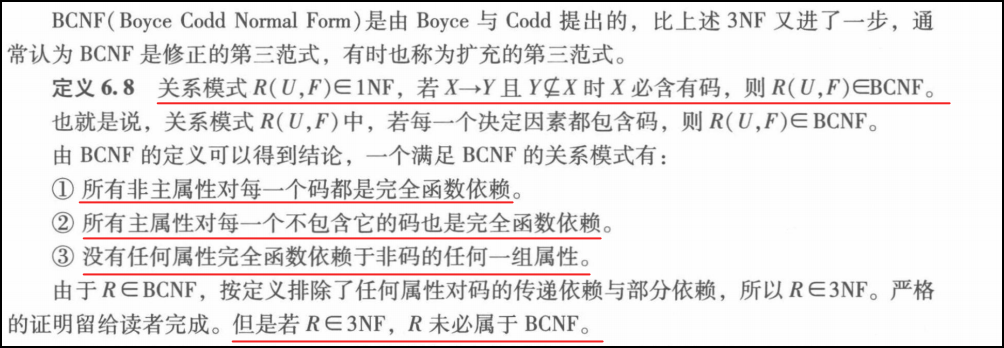 BCNF(Boyce Codd Normal Form)是由 Boyce 与 Codd 提出的，比上述 3NF 又进了一步，通
常认为 BCNF 是修正的第三范式，有时也称为扩充的第三范式。
定义 6.8 关系模式 R(U,F)∈1NF，若 X→Y 且 Y⊈X 时 X 必含有码，则 R(U,F)∈BCNF。
也就是说，关系模式 R(U,F)中，若每一个决定因素都包含码，则 R(U,F)∈BCNF。
由 BCNF 的定义可以得到结论，一个满足 BCNF 的关系模式有：
① 所有非主属性对每一个码都是完全函数依赖。
② 所有主属性对每一个不包含它的码也是完全函数依赖。
③ 没有任何属性完全函数依赖于非码的任何一组属性。
由于 R∈BCNF，按定义排除了任何属性对码的传递依赖与部分依赖，所以 R∈3NF。严格
的证明留给读者完成。但是若 R∈3NF，R 未必属于 BCNF。